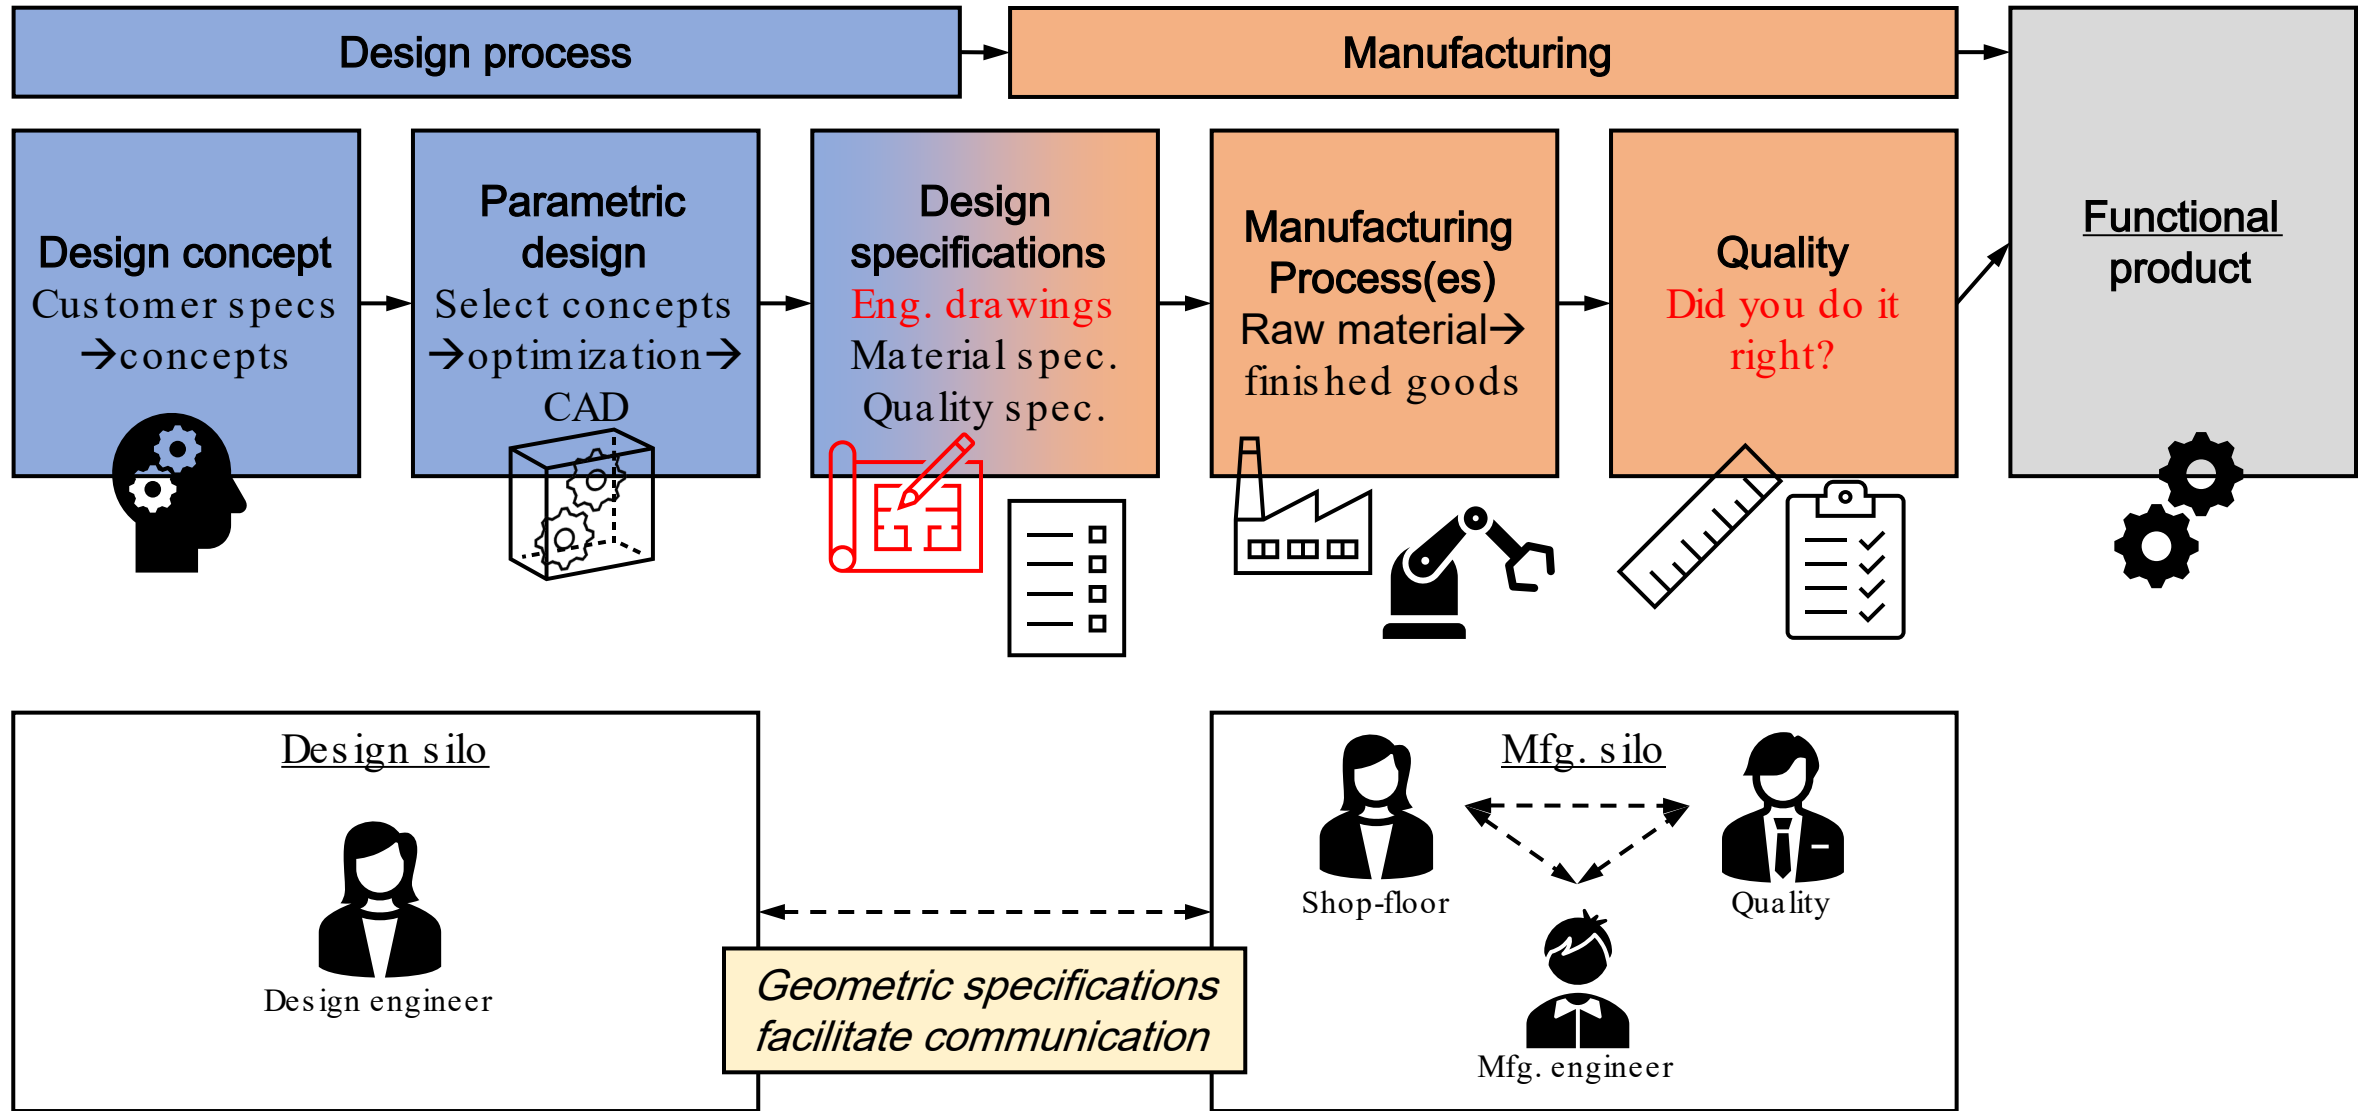 Design process
Manufacturing
Design concept
Customer specs
→concepts
Parametric
design
Select concepts
→optimization→
CAD
Design
specifications
Eng. drawings
Material spec.
Quality spec.
Manufacturing
Process(es)
Raw material→
finished goods
Quality
Did you do it
right?
Functional
product
Design silo
Design engineer
Geometric specifications
facilitate communication
Mfg. silo
Shop-floor
Quality
Mfg. engineer